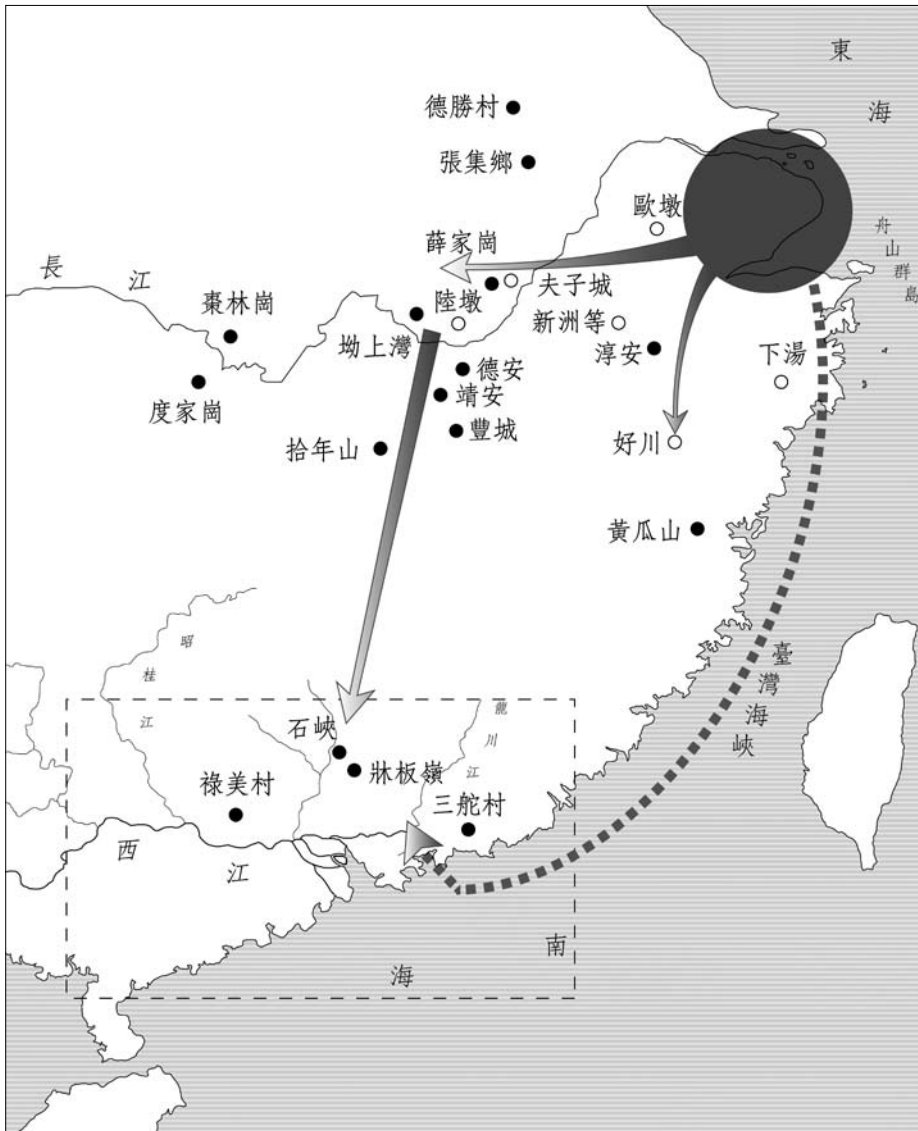 東海
德勝村
張集鄉
歐墩
舟山群島
薛家崗
長江
夫子城
陸墩
棗林崗
新洲等
坳上灣
淳安
下湯
德安
度家崗
靖安
豐城
拾年山
好川
黃瓜山
昭
桂
江
臺灣海峽
龍川江
石峽
牀板嶺
祿美村
三舵村
西江
南
海